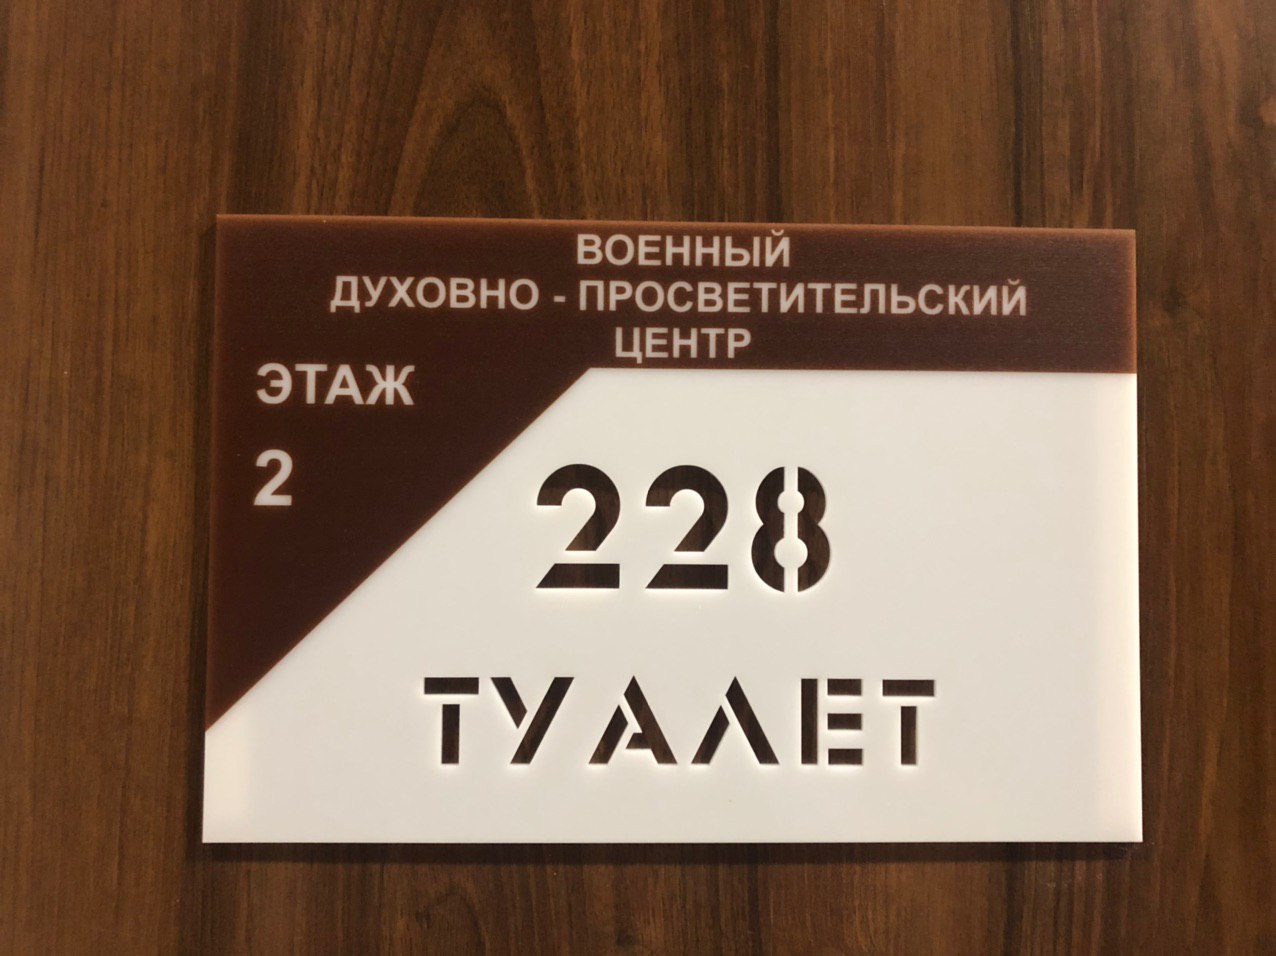 ВОЕННЫЙ
ДУХОВНО - ПРОСВЕТИТЕЛЬСКИЙ
ЦЕНТР
ЭТАЖ
2
228
ТУАЛЕТ